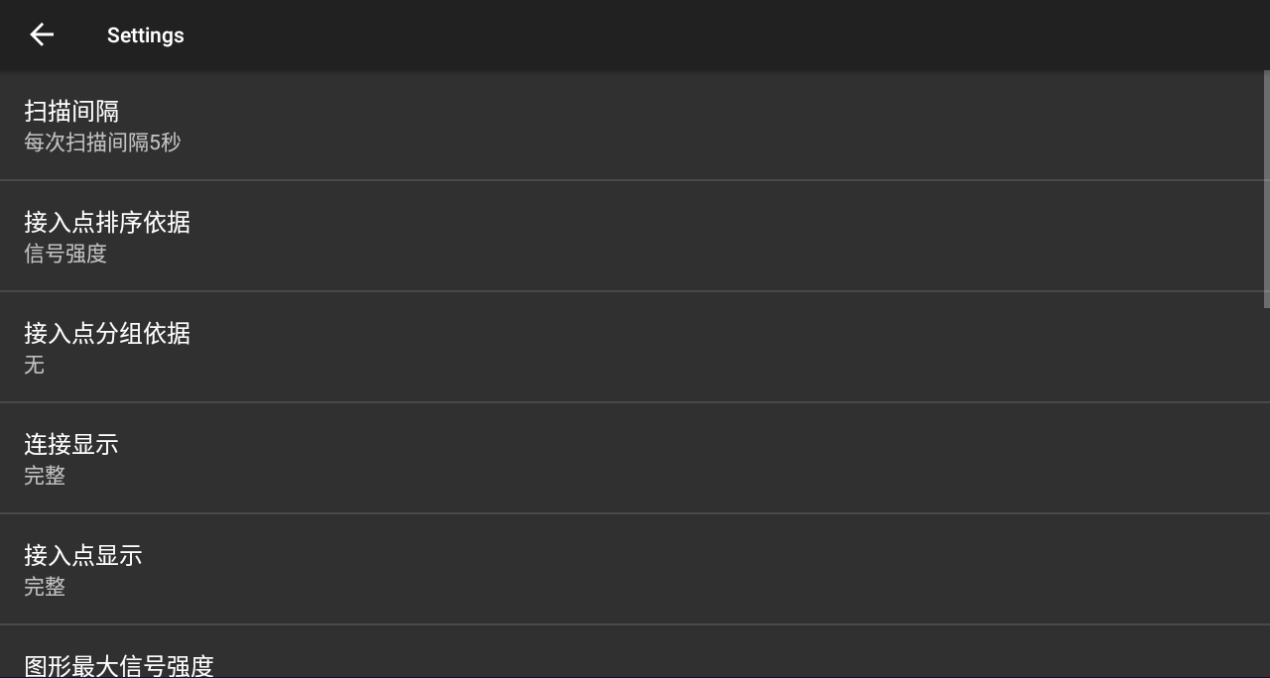 Settings
扫描间隔
每次扫描间隔5秒
接入点排序依据
信号强度
接入点分组依据
无
连接显示
完整
接入点显示
完整
图形最大信号强度